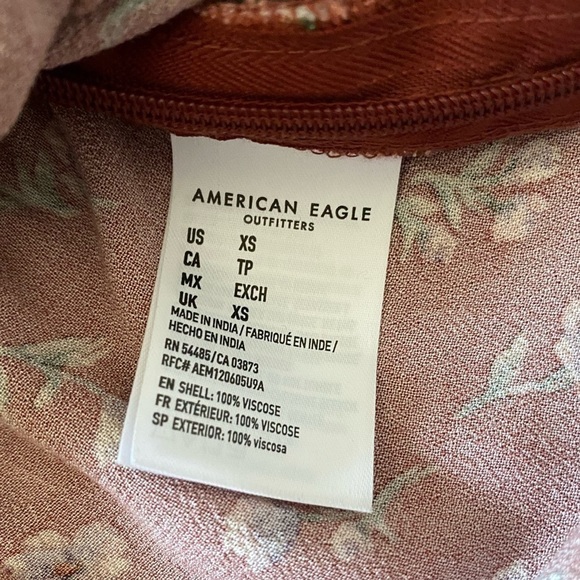 AMERICAN EAGLE
OUTFITTERS
US XS
CA TP
MX EXCH
UK XS
MADE IN INDIA / FABRIQUÉ EN INDE /
HECHO EN INDIA
RN 54485/CA 03873
RFC# AEM120605U9A
EN SHELL: 100% VISCOSE
FR EXTÉRIEUR: 100% VISCOSE
SP EXTERIOR: 100% viscosa